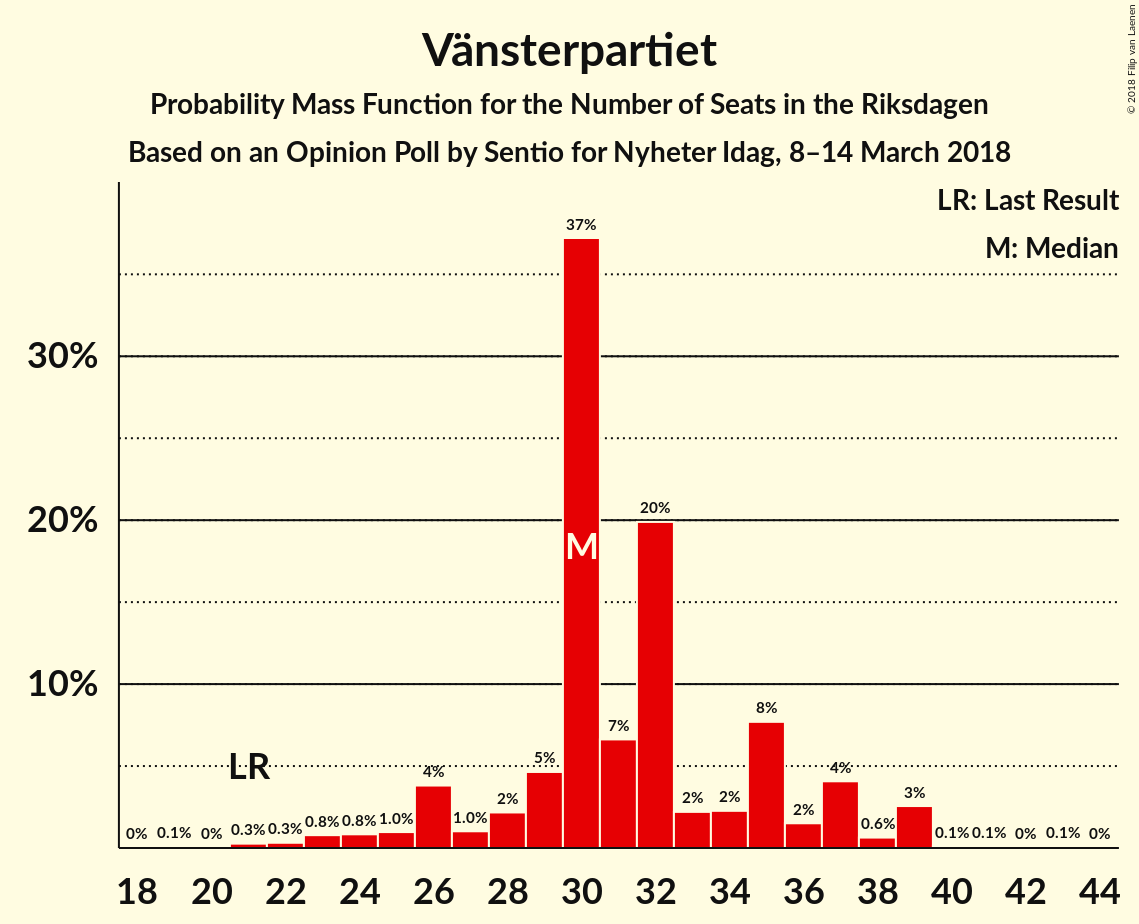 Vänsterpartiet
Probability Mass Function for the Number of Seats in the Riksdagen
Based on an Opinion Poll by Sentio for Nyheter Idag, 8–14 March 2018
© 2018 Filip van Laenen
LR: Last Result
M: Median
37%
30%
20%
20%
M
10%
8%
7%
LR
5%
4%
4%
3%
2%
2%
2%
2%
0% 0.1% 0% 0.3% 0.3% 0.8% 0.8% 1.0% 1.0% 0.6% 0.1% 0.1% 0% 0.1% 0%
18 20 22 24 26 28 30 32 34 36 38 40 42 44